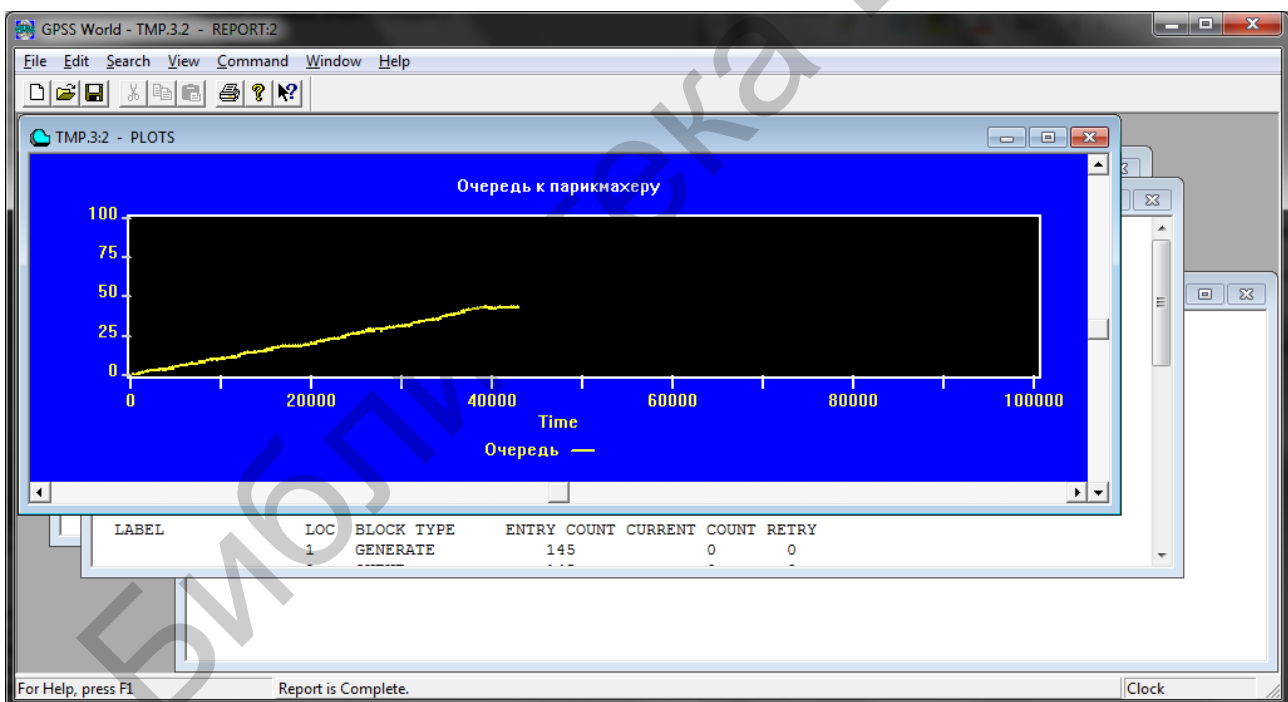 GPSS World - TMP.3.2 - REPORT:2
File Edit Search View Command Window Help
TMP.3:2 - PLOTS
Очередь к парикмахеру
100
75
50
25
0
0 20000 40000 60000 80000 100000
Time
Очередь
LABEL LOC BLOCK TYPE ENTRY COUNT CURRENT COUNT RETRY
1 GENERATE 145 0 0
For Help, press F1 Report is Complete. Clock
Библиотека